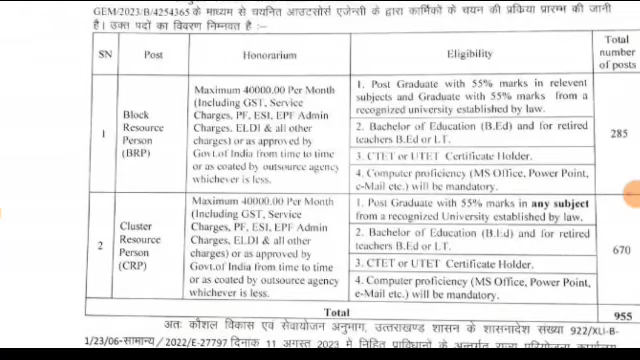 GEM/2023/B/4254365 के माध्यम से चयनित आउटसोर्स एजेन्सी के द्वारा कार्मिकों के चयन की प्रक्रिया प्रारम्भ की जानी
है। उक्त पदों का विवरण निम्नवत है :-
SN Post Honorarium Eligibility Total number of posts
1
Block
Resource
Person
(BRP)
Maximum 40000.00 Per Month
(Including GST, Service
Charges, PF, ESI, EPF Admin
Charges, ELDI & all other
charges) or as approved by
Govt.of India from time to time
or as coated by outsource agency
whichever is less.
1. Post Graduate with 55% marks in relevent
subjects and Graduate with 55% marks from a
recognized university established by law.
2. Bachelor of Education (B.Ed) and for retired
teachers B.Ed or LT.
3. CTET or UTET Certificate Holder.
4. Computer proficiency (MS Office, Power Point,
e-Mail etc.) will be mandatory.
285
2
Cluster
Resource
Person
(CRP)
Maximum 40000.00 Per Month
(Including GST, Service
Charges, PF, ESI, EPF Admin
Charges, ELDI & all other
charges) or as approved by
Govt.of India from time to time
or as coated by outsource agency
whichever is less.
1. Post Graduate with 55% marks in any subject
from a recognized University established by law.
2. Bachelor of Education (B.Ed) and for retired
teachers B.Ed or LT.
3. CTET or UTET Certificate Holder.
4. Computer proficiency (MS Office, Power Point,
e-Mail etc.) will be mandatory.
670
Total 955
अतः कौशल विकास एवं सेवायोजन अनुभाग, उत्तराखण्ड शासन के शासनादेश संख्या 922/XLI-B-
1/23/06-सामान्य /2022/E-27797 दिनांक 11 अगस्त 2023 मे निहित प्राविधानों के अन्तर्गत राज्य परियोजना कार्यालय